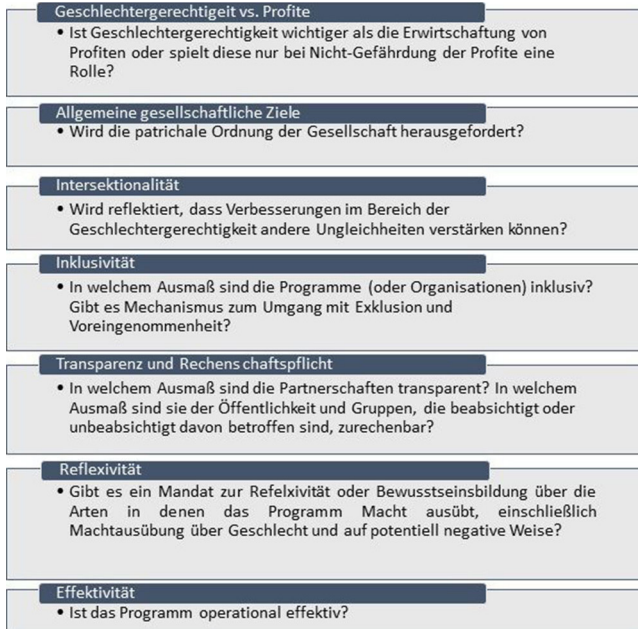 Geschlechtergerechtigeit vs. Profite
• Ist Geschlechtergerechtigkeit wichtiger als die Erwirtschaftung von
Profiten oder spielt diese nur bei Nicht-Gefährdung der Profite eine
Rolle?
Allgemeine gesellschaftliche Ziele
• Wird die patrichale Ordnung der Gesellschaft herausgefordert?
Intersektionalität
• Wird reflektiert, dass Verbesserungen im Bereich der
Geschlechtergerechtigkeit andere Ungleichheiten verstärken können?
Inklusivität
• In welchem Ausmaß sind die Programme (oder Organisationen) inklusiv?
Gibt es Mechanismus zum Umgang mit Exklusion und
Voreingenommenheit?
Transparenz und Rechens chaftspflicht
• In welchem Ausmaß sind die Partnerschaften transparent? In welchem
Ausmaß sind sie der Öffentlichkeit und Gruppen, die beabsichtigt oder
unbeabsichtigt davon betroffen sind, zurechenbar?
Reflexivität
• Gibt es ein Mandat zur Refelxivität oder Bewusstseinsbildung über die
Arten in denen das Programm Macht ausübt, einschließlich
Machtausübung über Geschlecht und auf potentiell negative Weise?
Effektivität
• Ist das Programm operational effektiv?